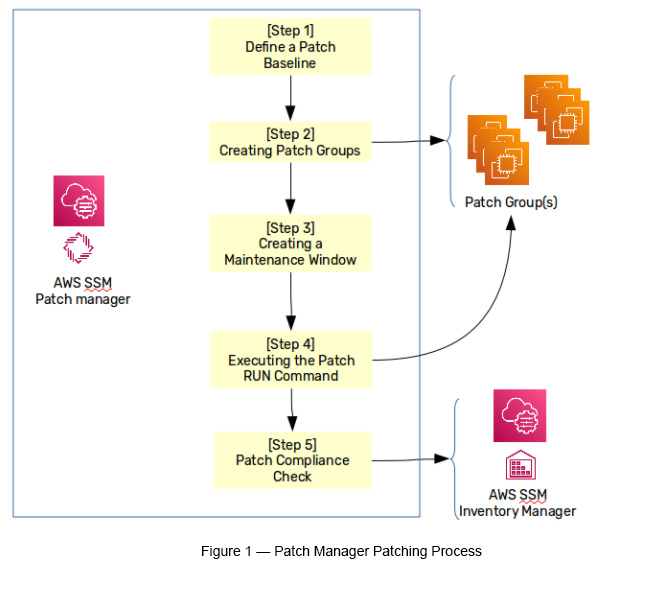 [Step 1]
Define a Patch
Baseline
[Step 2]
Creating Patch Groups
Patch Group(s)
[Step 3]
Creating a
Maintenance Window
AWS SSM
Patch manager
[Step 4]
Executing the Patch
RUN Command
[Step 5]
Patch Compliance
Check
AWS SSM
Inventory Manager
Figure 1 — Patch Manager Patching Process